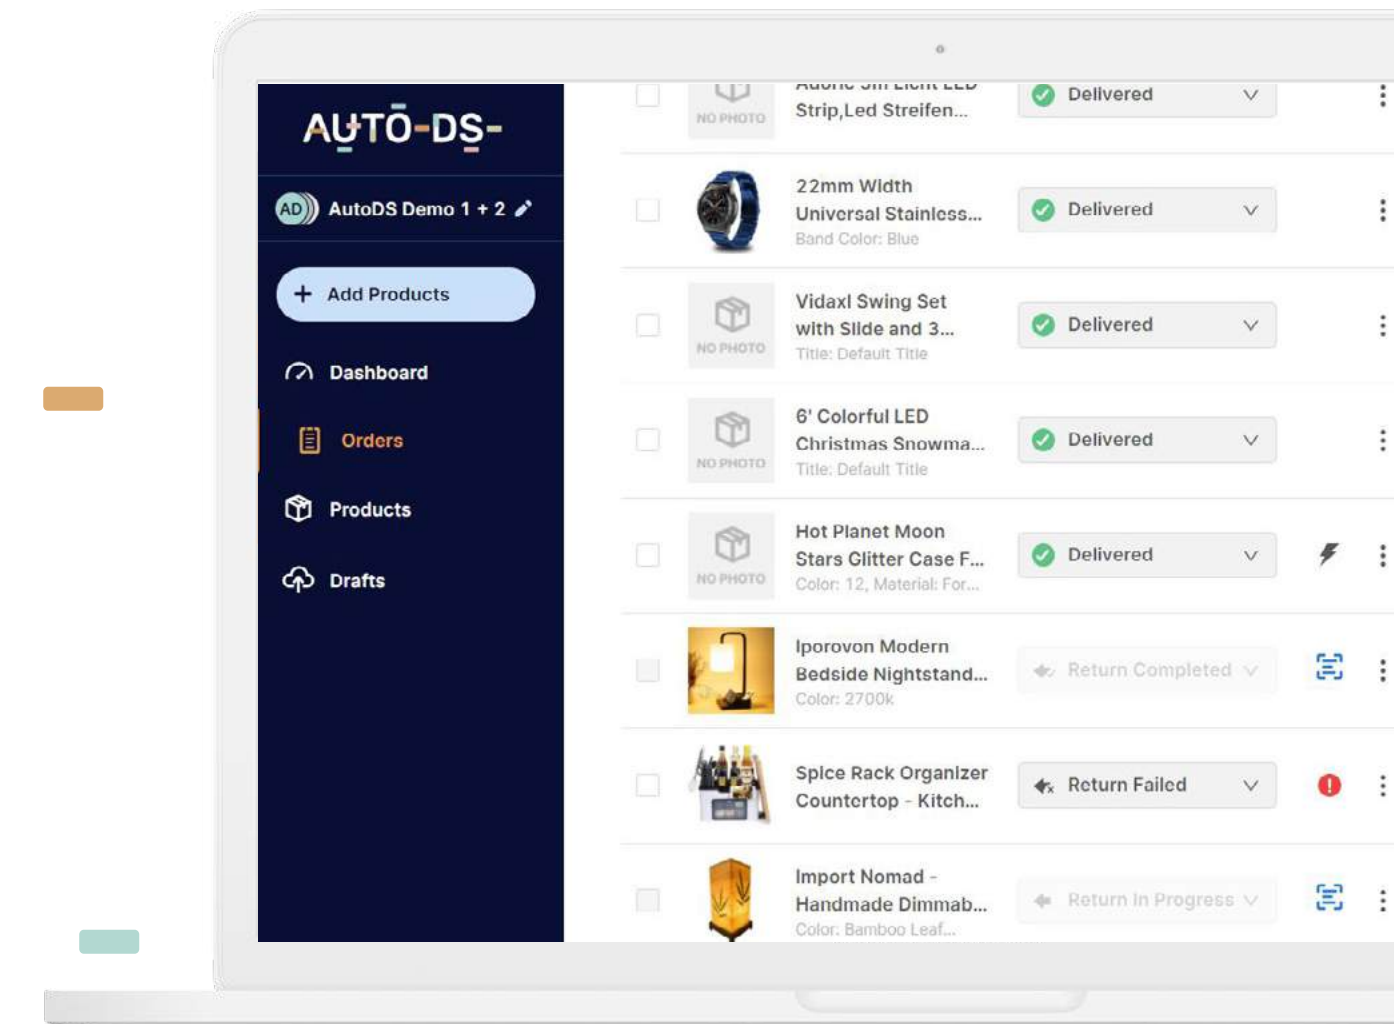 AUTO-DS-
AD AutoDS Demo 1 + 2
+ Add Products
Dashboard
Orders
Products
Drafts
NO PHOTO
LED
Strip,Led Streifen...
Delivered
22mm Width
Universal Stainless...
Band Color: Blue
Delivered
NO PHOTO
Vidaxl Swing Set
with Slide and 3...
Title: Default Title
Delivered
NO PHOTO
6' Colorful LED
Christmas Snowma...
Title: Default Title
Delivered
NO PHOTO
Hot Planet Moon
Stars Glitter Case F...
Color: 12, Material: For...
Delivered
Iporovon Modern
Bedside Nightstand...
Color: 2700k
Return Completed
Spice Rack Organizer
Countertop - Kitch...
Return Failed
Import Nomad -
Handmade Dimmab...
Color: Bamboo Leaf...
Return In Progress